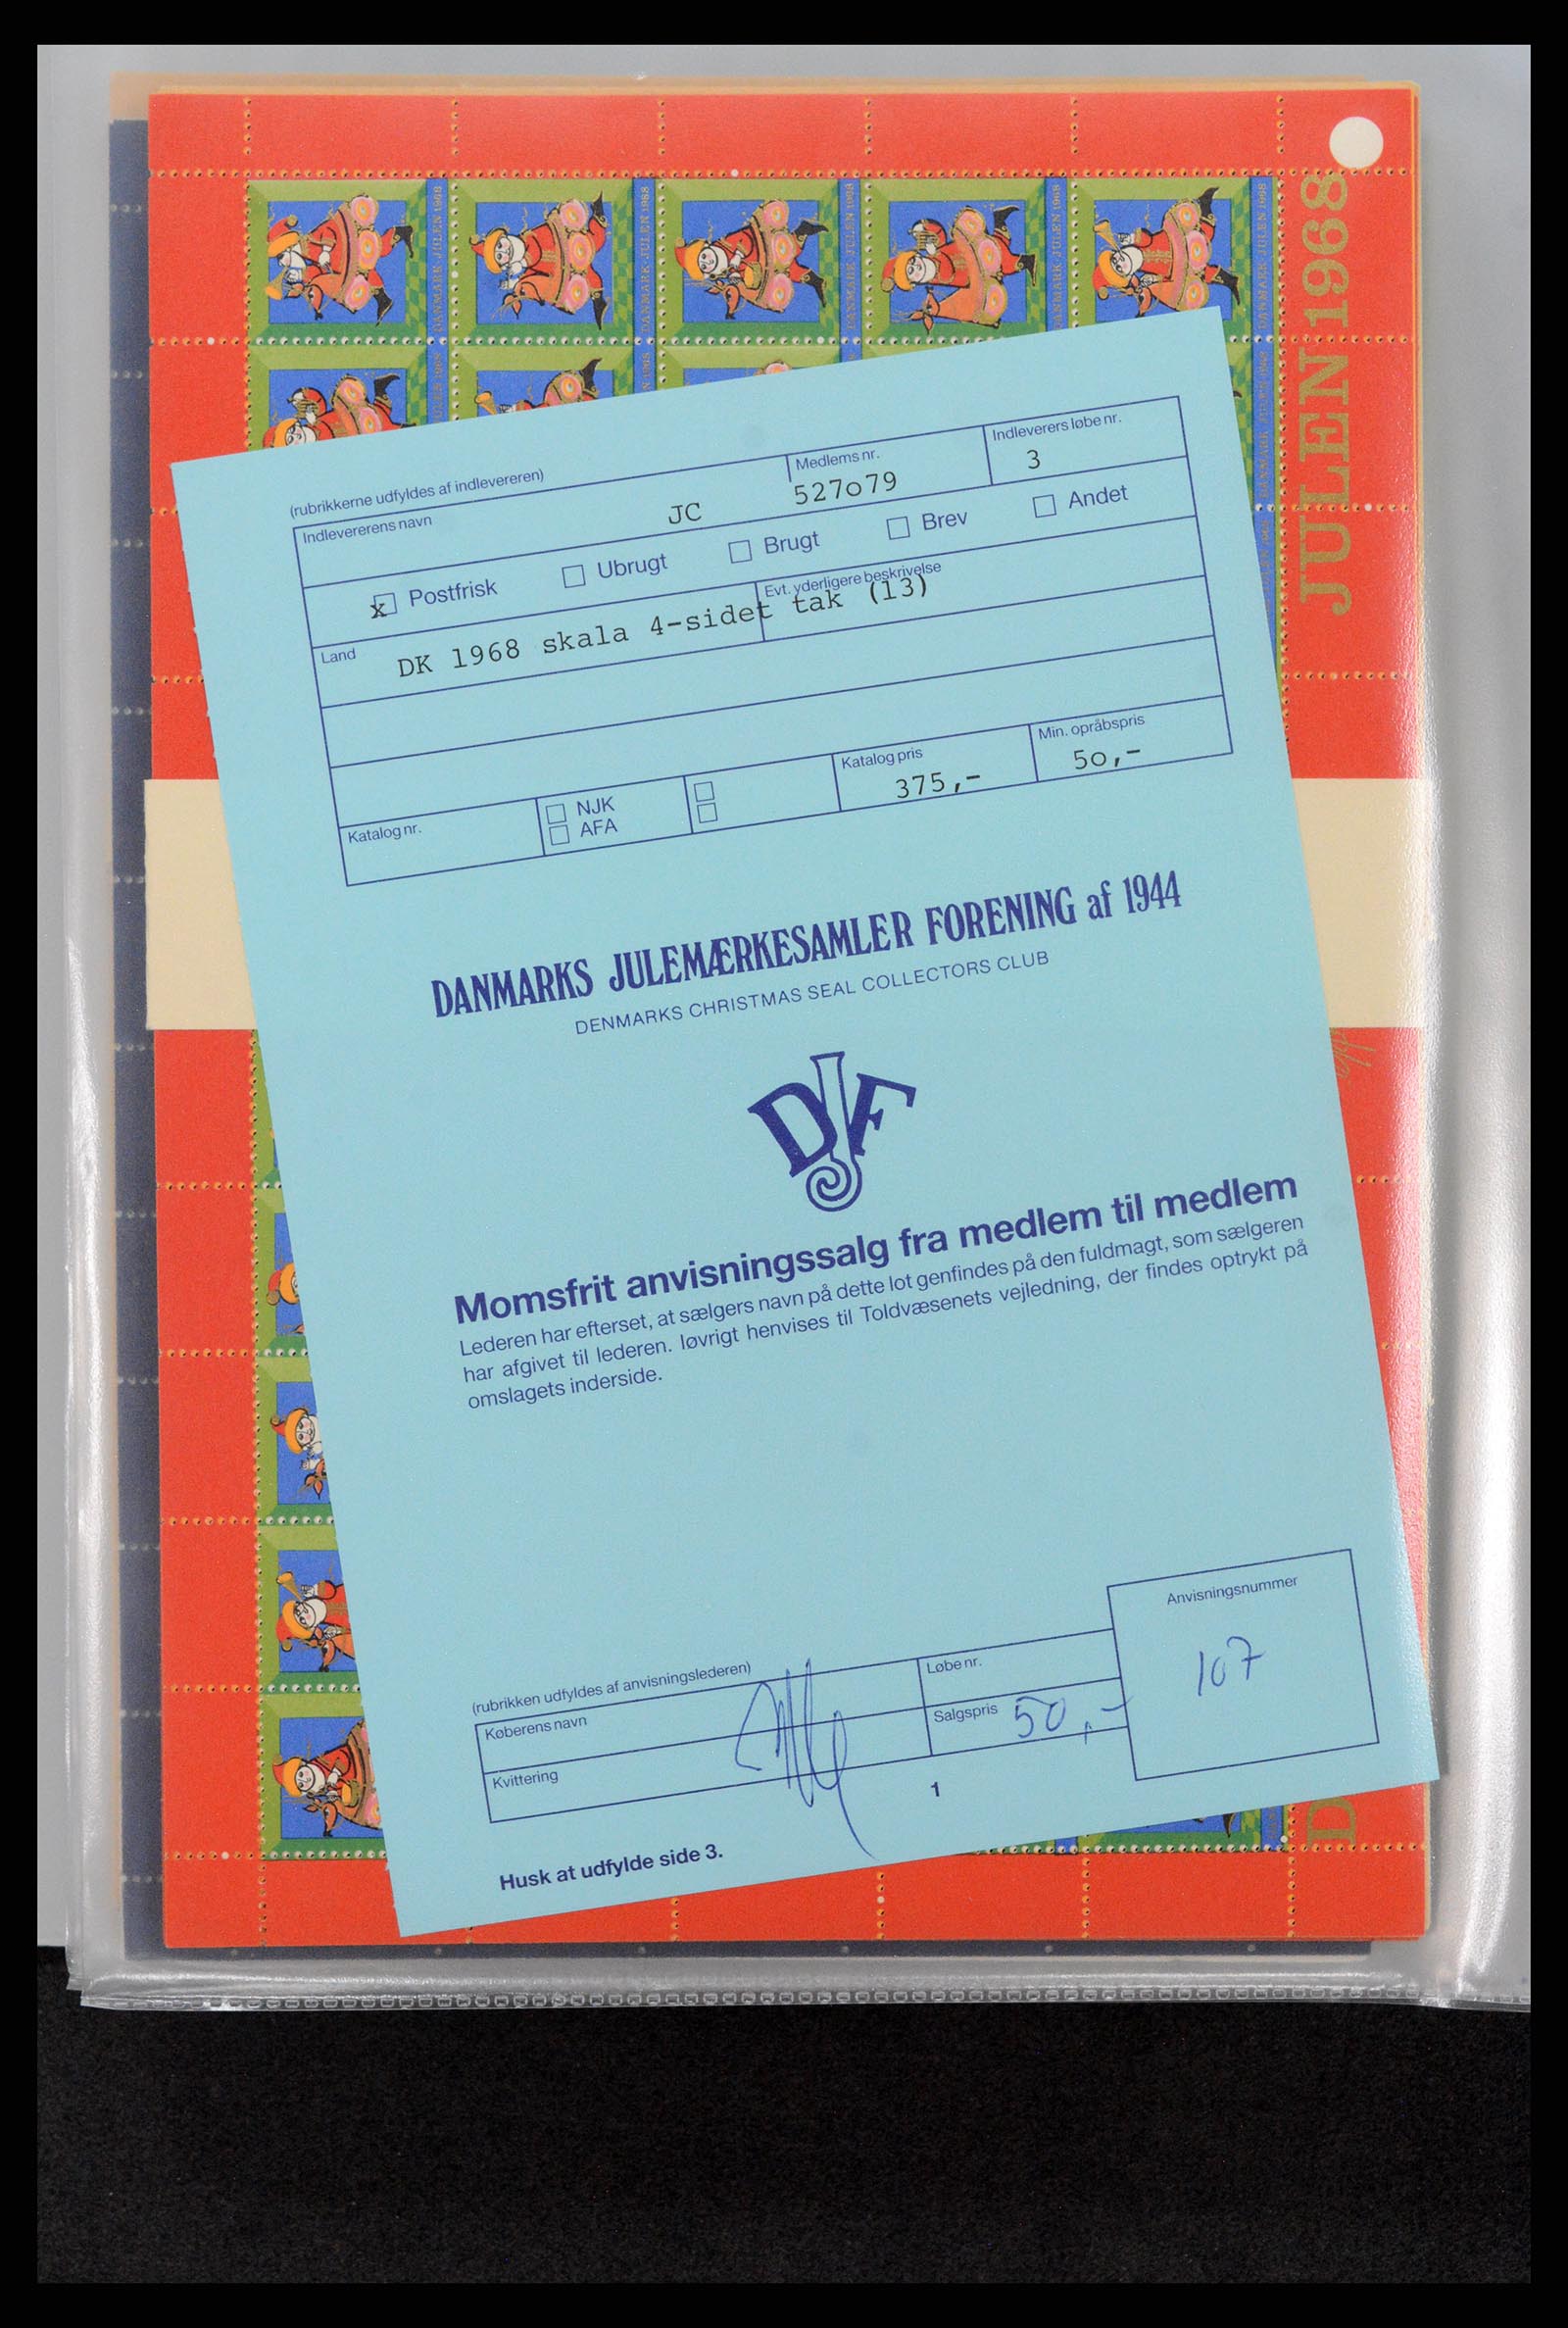 DANMARK JULEN 1968
JULEN 1968
(rubrikkerne udfyldes af indlevereren)
Indlevererens navn
JC
Medlems nr.
527o79
Indleverers løbe nr.
3
x Postfrisk
Ubrugt
Brugt
Brev
Andet
Land
DK 1968 skala 4-sidet tak (13)
Evt. yderligere beskrivelse
Katalog nr.
NJK
AFA
Katalog pris
375,-
Min. opråbspris
5o,-
DANMARKS JULEMÆRKESAMLER FORENING af 1944
DENMARKS CHRISTMAS SEAL COLLECTORS CLUB
DJF
Momsfrit anvisningssalg fra medlem til medlem
Lederen har efterset, at sælgers navn på dette lot genfindes på den fuldmagt, som sælgeren
har afgivet til lederen. Iøvrigt henvises til Toldvæsenets vejledning, der findes optrykt på
omslagets inderside.
(rubrikken udfyldes af anvisningslederen)
Køberens navn
Kvittering
Løbe nr.
Salgspris
50,-
Anvisningsnummer
107
1
Husk at udfylde side 3.
D